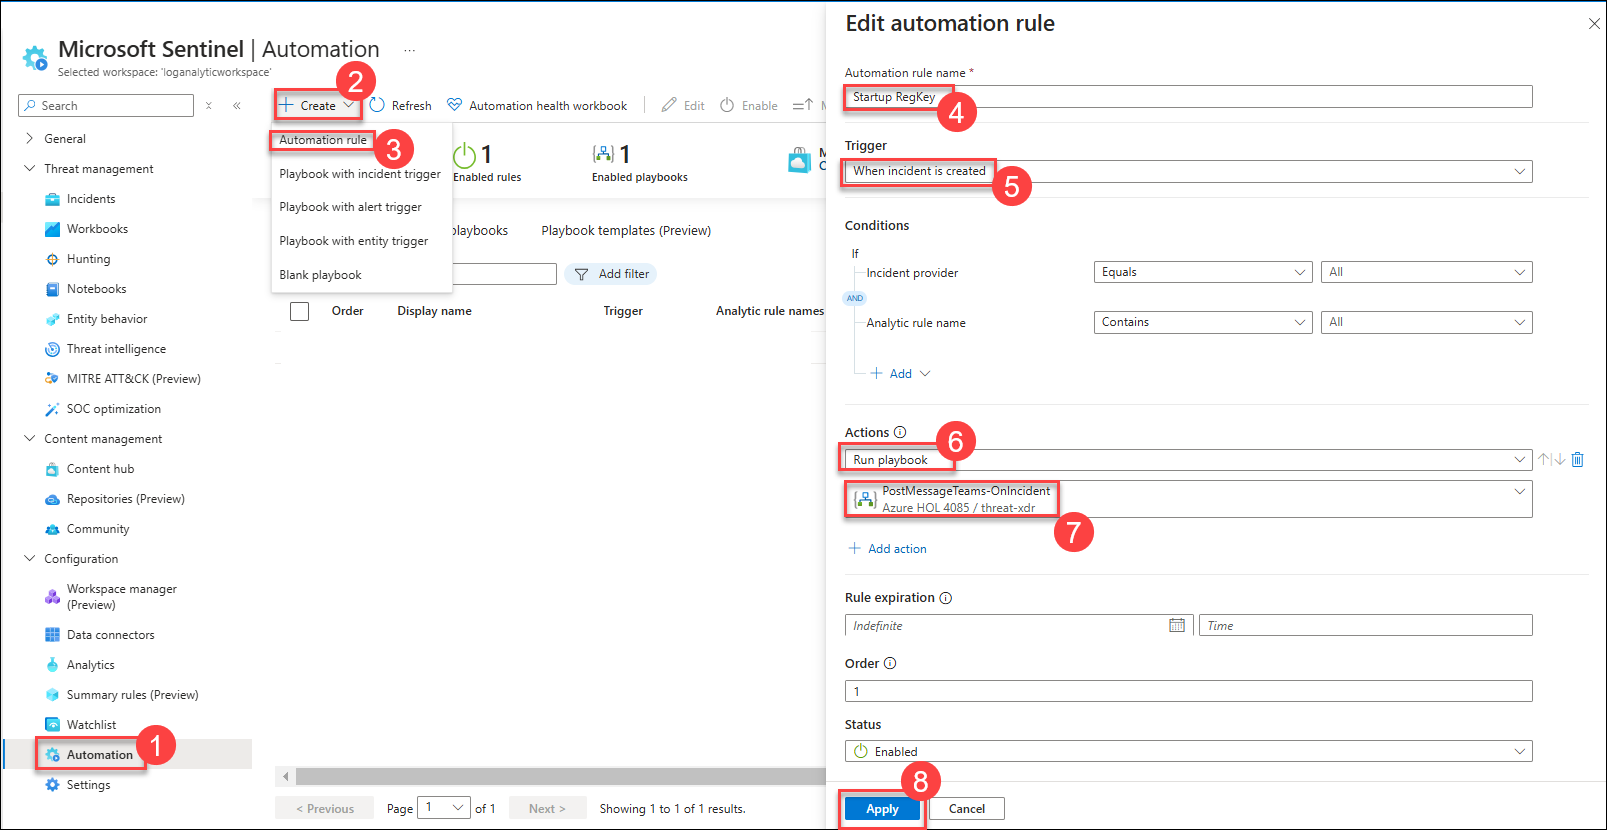 Microsoft Sentinel | Automation ...
Selected workspace: 'loganalyticworkspace'
Search
General
Threat management
Incidents
Workbooks
Hunting
Notebooks
Entity behavior
Threat intelligence
MITRE ATT&CK (Preview)
SOC optimization
Content management
Content hub
Repositories (Preview)
Community
Configuration
Workspace manager
(Preview)
Data connectors
Analytics
Summary rules (Preview)
Watchlist
Automation
1
Settings
2
Create
Refresh
Automation health workbook
Edit
Enable
Automation rule
3
Playbook with incident trigger
Playbook with alert trigger
Playbook with entity trigger
Blank playbook
1
Enabled rules
1
Enabled playbooks
playbooks
Playbook templates (Preview)
Add filter
Order
Display name
Trigger
Analytic rule names
< Previous
Page
1
of 1
Next >
Showing 1 to 1 of 1 results.
Edit automation rule
Automation rule name *
Startup RegKey
4
Trigger
When incident is created
5
Conditions
If
Incident provider
Equals
All
AND
Analytic rule name
Contains
All
Add
Actions
6
Run playbook
PostMessageTeams-OnIncident
Azure HOL 4085 / threat-xdr
7
Add action
Rule expiration
Indefinite
Time
Order
1
Status
Enabled
8
Apply
Cancel